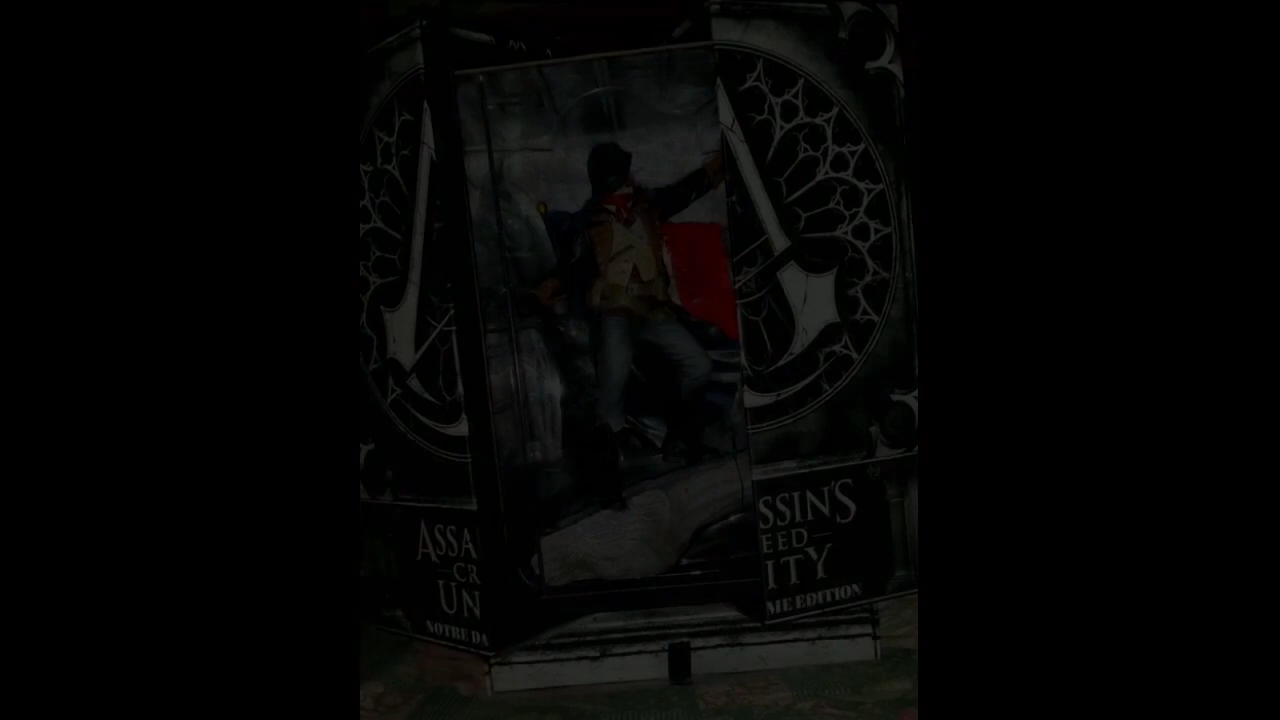 ASSA
SSIN'S
CR
EED
UN
ITY
NOTRE DA
ME EDITION